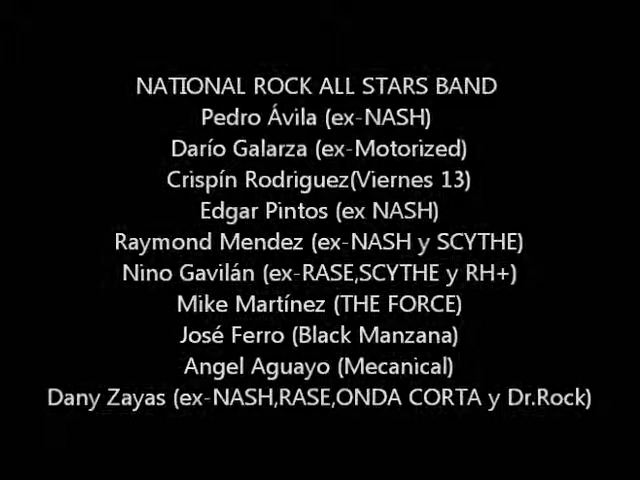 NATIONAL ROCK ALL STARS BAND
Pedro Ávila (ex-NASH)
Darío Galarza (ex-Motorized)
Crispín Rodriguez(Viernes 13)
Edgar Pintos (ex NASH)
Raymond Mendez (ex-NASH y SCYTHE)
Nino Gavilán (ex-RASE,SCYTHE y RH+)
Mike Martínez (THE FORCE)
José Ferro (Black Manzana)
Angel Aguayo (Mecanical)
Dany Zayas (ex-NASH,RASE,ONDA CORTA y Dr.Rock)